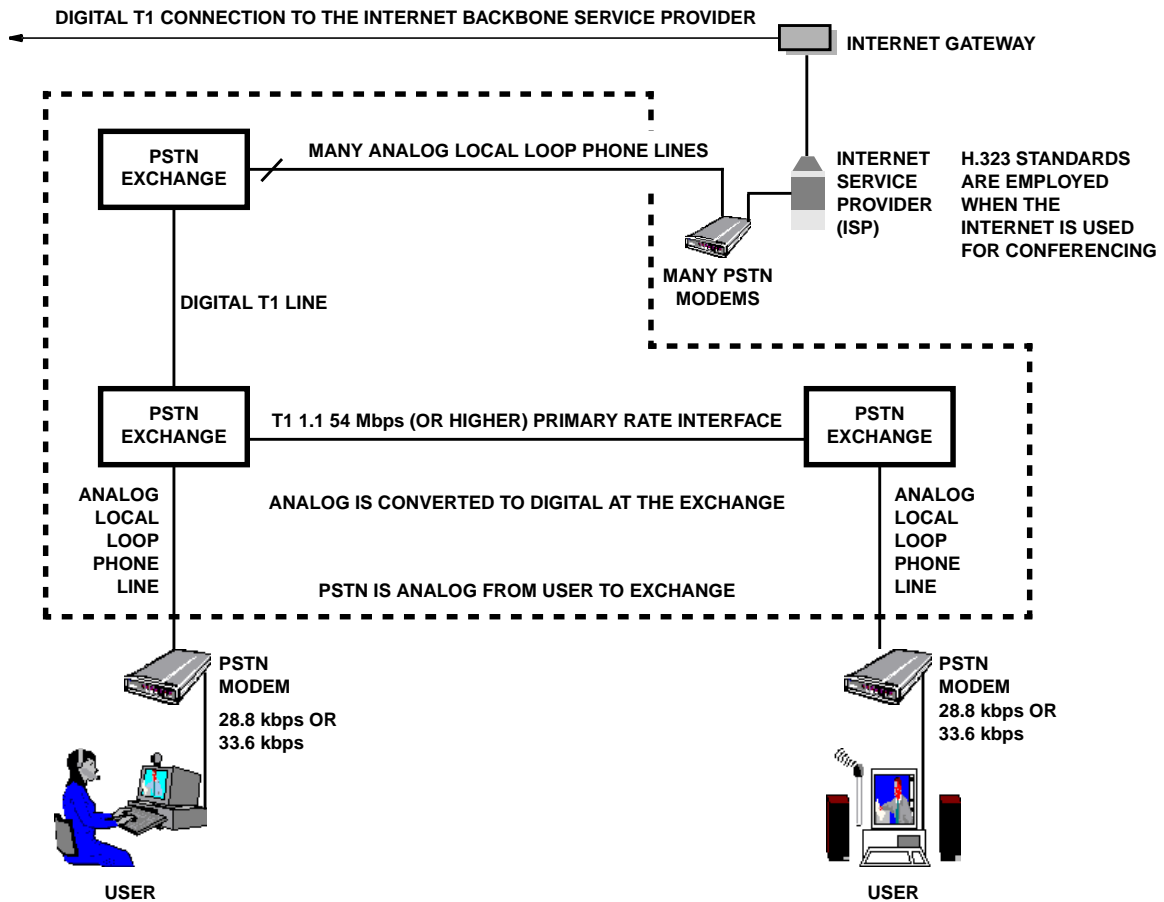 DIGITAL T1 CONNECTION TO THE INTERNET BACKBONE SERVICE PROVIDER
INTERNET GATEWAY
PSTN
EXCHANGE
MANY ANALOG LOCAL LOOP PHONE LINES
INTERNET
SERVICE
PROVIDER
(ISP)
H.323 STANDARDS
ARE EMPLOYED
WHEN THE
INTERNET IS USED
FOR CONFERENCING
MANY PSTN
MODEMS
DIGITAL T1 LINE
PSTN
EXCHANGE
T1 1.1 54 Mbps (OR HIGHER) PRIMARY RATE INTERFACE
PSTN
EXCHANGE
ANALOG
LOCAL
LOOP
PHONE
LINE
ANALOG IS CONVERTED TO DIGITAL AT THE EXCHANGE
ANALOG
LOCAL
LOOP
PHONE
LINE
PSTN IS ANALOG FROM USER TO EXCHANGE
PSTN
MODEM
28.8 kbps OR
33.6 kbps
PSTN
MODEM
28.8 kbps OR
33.6 kbps
USER
USER